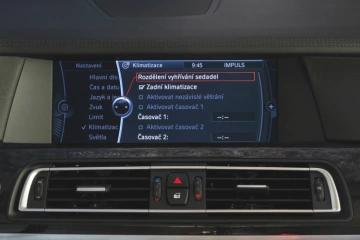 Nastavení
Klimatizace 9:45 IMPULS
Hlavní dis
Čas a datu
Jazyk a je
Zvuk
Limit
Klimatizac
Světla
Rozdělení vyhřívání sedadel
Zadní klimatizace
Aktivovat nezávislé větrání
Aktivovat časovač 1
Časovač 1: --:--
Aktivovat časovač 2
Časovač 2: --:--